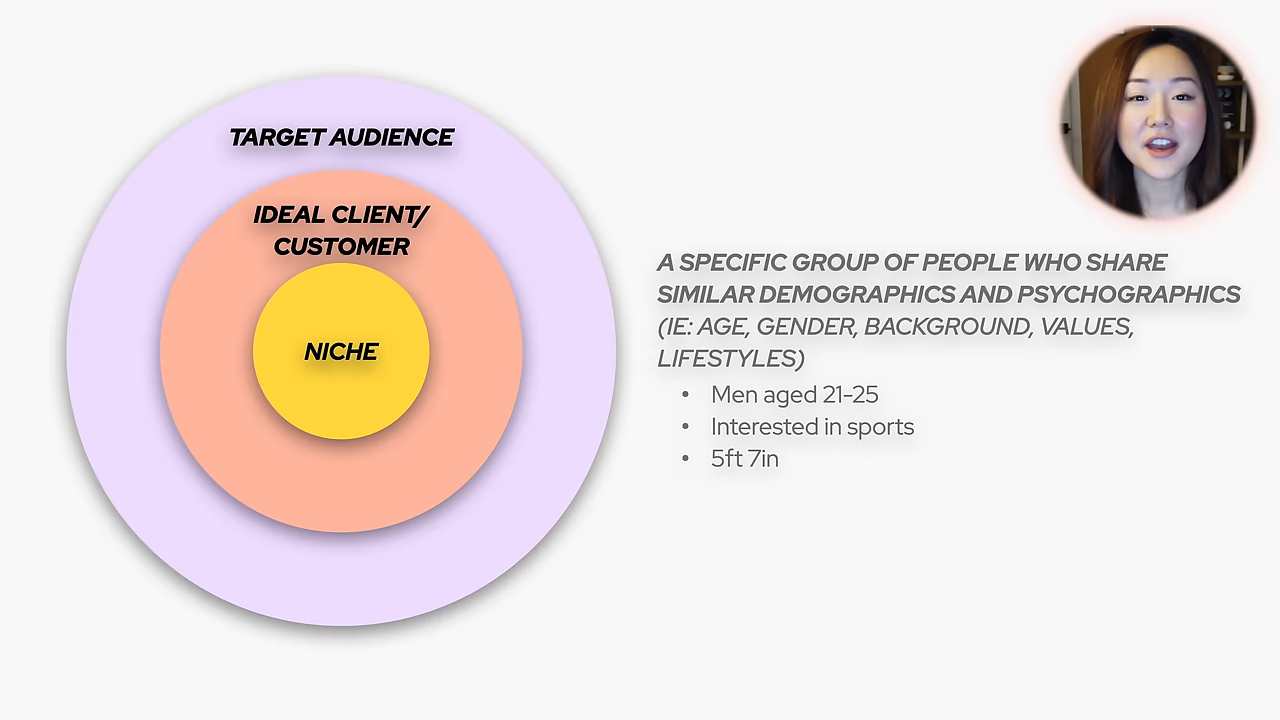 TARGET AUDIENCE
IDEAL CLIENT/
CUSTOMER
NICHE
A SPECIFIC GROUP OF PEOPLE WHO SHARE
SIMILAR DEMOGRAPHICS AND PSYCHOGRAPHICS
(IE: AGE, GENDER, BACKGROUND, VALUES,
LIFESTYLES)
• Men aged 21-25
• Interested in sports
• 5ft 7in